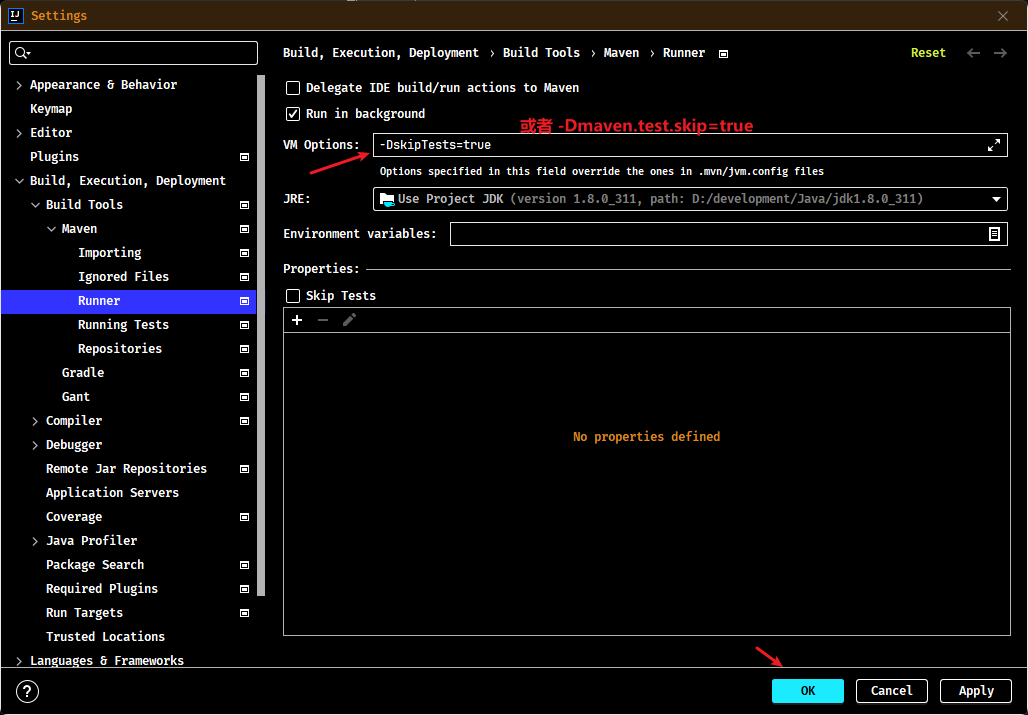 IJ Settings
Build, Execution, Deployment › Build Tools › Maven › Runner
Reset
Appearance & Behavior
Keymap
Editor
Plugins
Build, Execution, Deployment
Build Tools
Maven
Importing
Ignored Files
Runner
Running Tests
Repositories
Gradle
Gant
Compiler
Debugger
Remote Jar Repositories
Application Servers
Coverage
Java Profiler
Package Search
Required Plugins
Run Targets
Trusted Locations
Languages & Frameworks
Delegate IDE build/run actions to Maven
Run in background
或者 -Dmaven.test.skip=true
VM Options: -DskipTests=true
Options specified in this field override the ones in .mvn/jvm.config files
JRE: Use Project JDK (version 1.8.0_311, path: D:/development/Java/jdk1.8.0_311)
Environment variables:
Properties:
Skip Tests
No properties defined
?
OK Cancel Apply